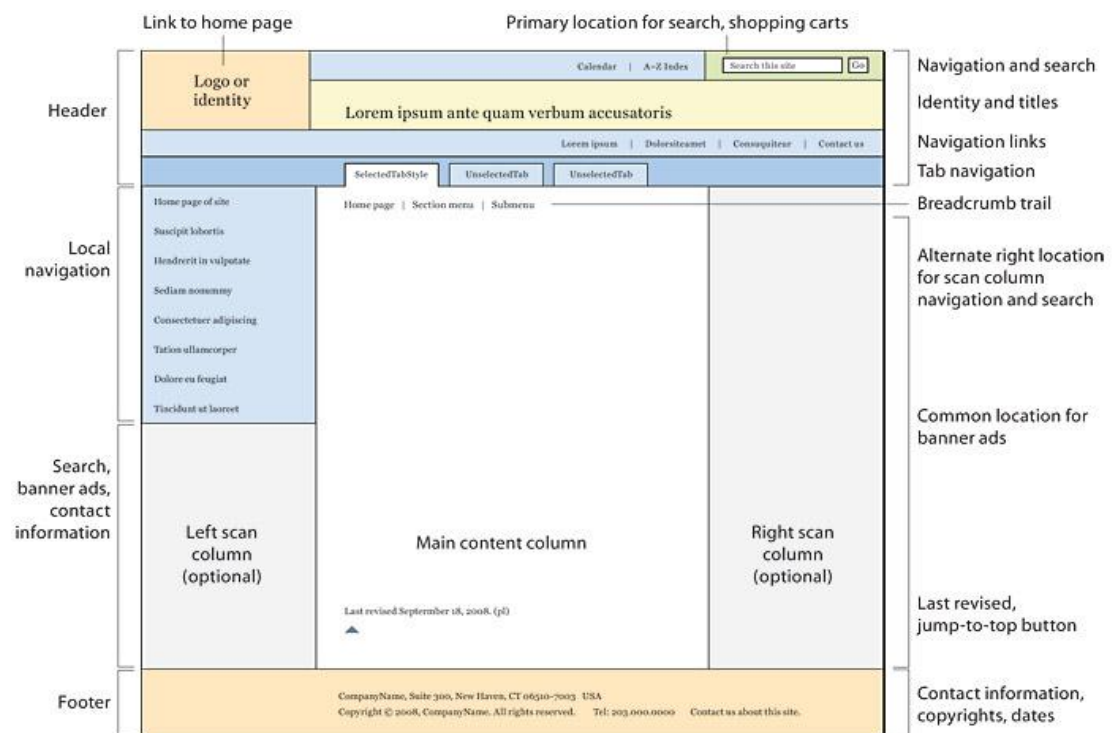 Link to home page
Primary location for search, shopping carts
Header
Logo or
identity
Calendar | A–Z Index
Search this site
Go
Navigation and search
Lorem ipsum ante quam verbum accusatoris
Identity and titles
Lorem ipsum | Dolorsiteamet | Consuquiteur | Contact us
Navigation links
SelectedTabStyle
UnselectedTab
UnselectedTab
Tab navigation
Home page | Section menu | Submenu
Breadcrumb trail
Local
navigation
Home page of site
Suscipit lobortis
Hendrerit in vulputate
Sediam nonummy
Consectetuer adipiscing
Tation ullamcorper
Dolore eu feugiat
Tincidunt ut laoreet
Alternate right location
for scan column
navigation and search
Common location for
banner ads
Search,
banner ads,
contact
information
Left scan
column
(optional)
Main content column
Right scan
column
(optional)
Last revised Septermber 18, 2008. (pl)
Last revised,
jump-to-top button
Footer
CompanyName, Suite 300, New Haven, CT 06510–7003 USA
Copyright © 2008, CompanyName. All rights reserved. Tel: 203.000.0000 Contact us about this site.
Contact information,
copyrights, dates